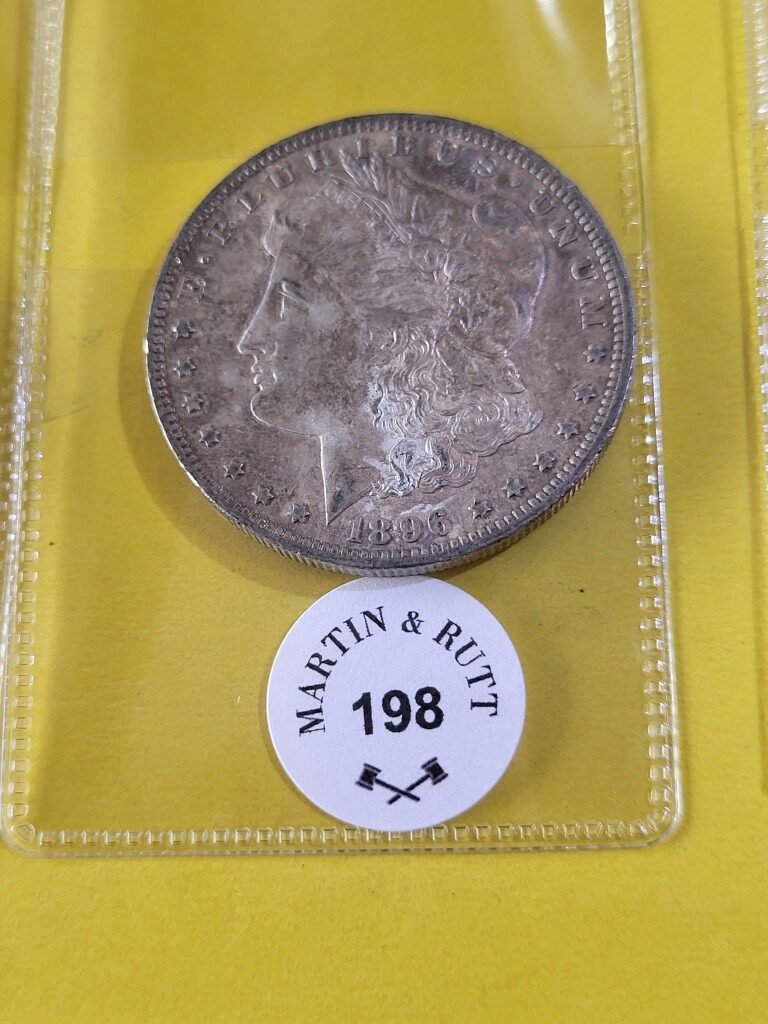 E · PLURIBUS · UNUM
1896
MARTIN & RUTT
198